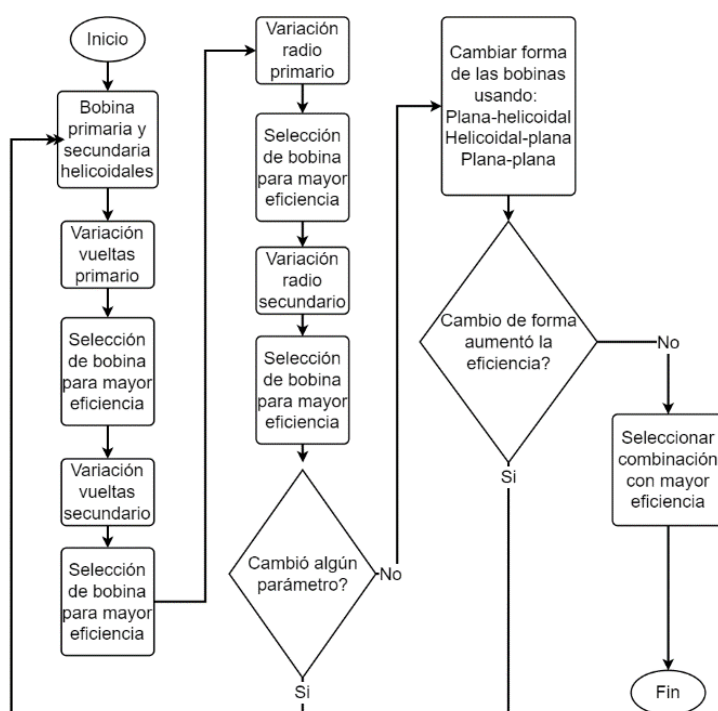 Inicio
Bobina
primaria y
secundaria
helicoidales
Variación
vueltas
primario
Selección
de bobina
para mayor
eficiencia
Variación
vueltas
secundario
Selección
de bobina
para mayor
eficiencia
Variación
radio
primario
Selección
de bobina
para mayor
eficiencia
Variación
radio
secundario
Selección
de bobina
para mayor
eficiencia
Cambió algún
parámetro?
No
Si
Cambiar forma
de las bobinas
usando:
Plana-helicoidal
Helicoidal-plana
Plana-plana
Cambio de forma
aumentó la
eficiencia?
No
Si
Seleccionar
combinación
con mayor
eficiencia
Fin